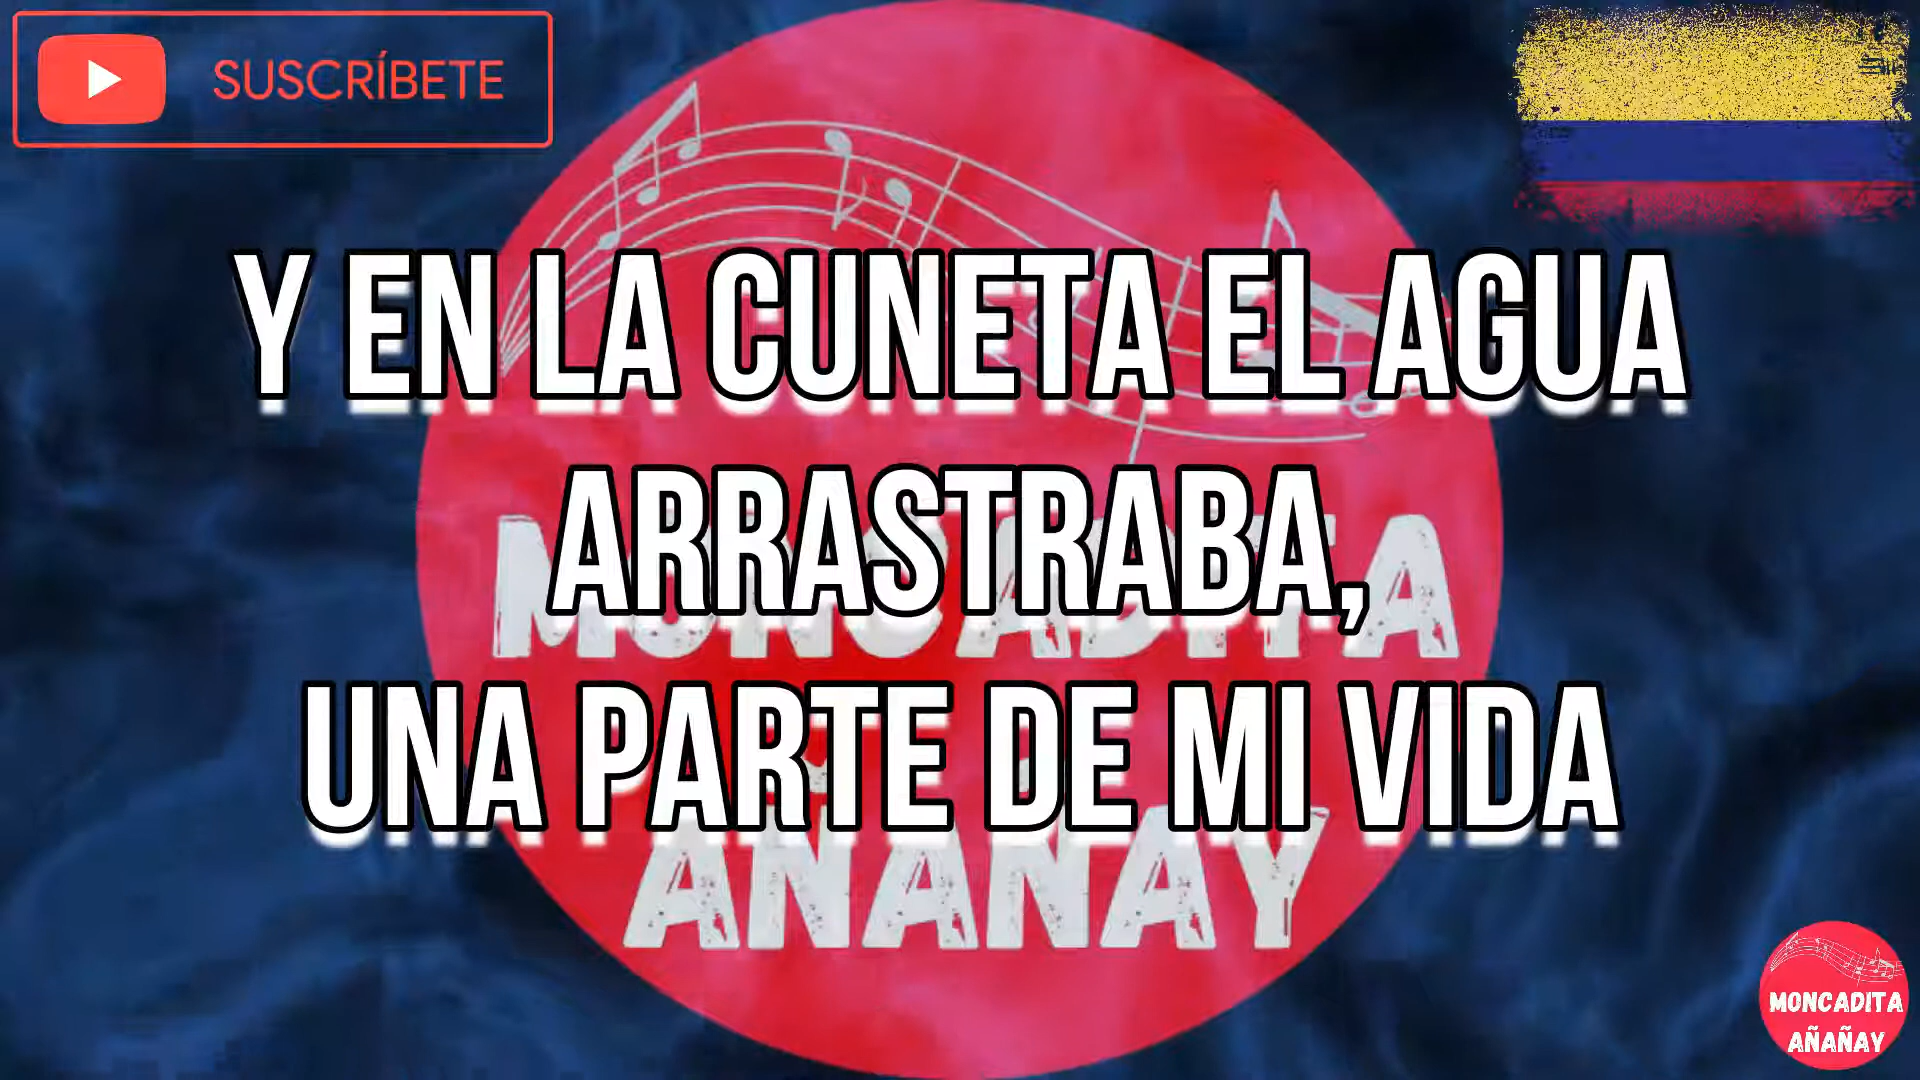 SUSCRÍBETE
Y EN LA CUNETA EL AGUA
ARRASTRABA,
UNA PARTE DE MI VIDA
MONCADITA
AÑAÑAY
MONCADITA
AÑAÑAY